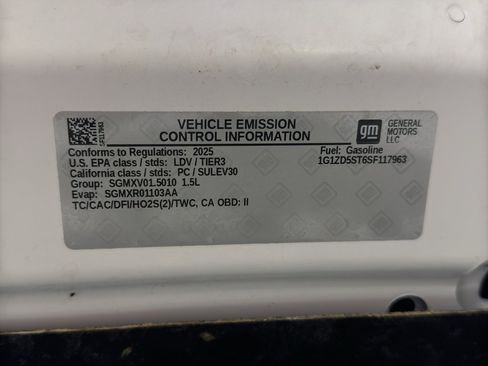 VEHICLE EMISSION
CONTROL INFORMATION
gm
GENERAL
MOTORS
LLC
SF117963
Conforms to Regulations: 2025
U.S. EPA class / stds: LDV / TIER3
California class / stds: PC / SULEV30
Group: SGMXV01.5010 1.5L
Evap: SGMXR01103AA
TC/CAC/DFI/HO2S(2)/TWC, CA OBD: II
Fuel: Gasoline
1G1ZD5ST6SF117963